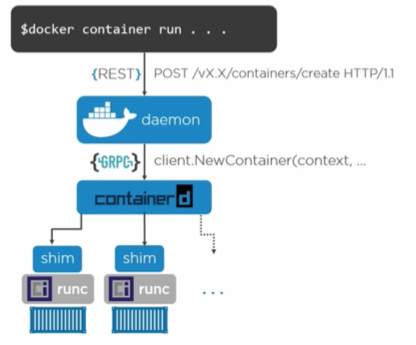 $docker container run . . .
{REST} POST /vX.X/containers/create HTTP/1.1
daemon
{GRPC} client.NewContainer(context, ...
containerd
shim shim
runc runc
...